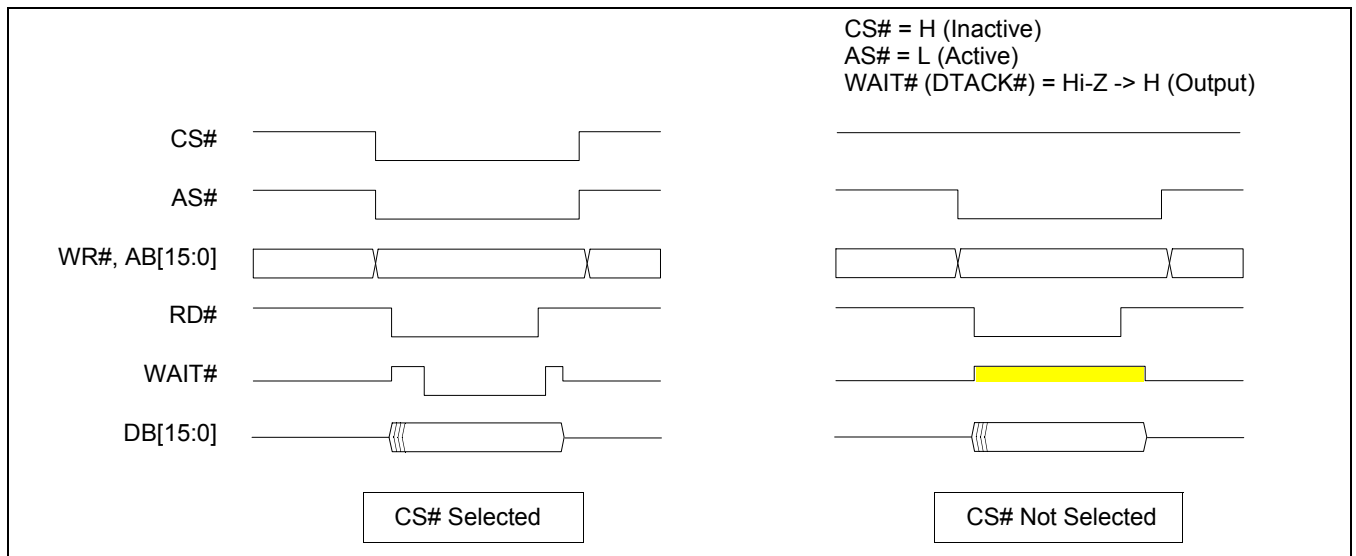 CS# = H (Inactive)
AS# = L (Active)
WAIT# (DTACK#) = Hi-Z -> H (Output)
CS#
AS#
WR#, AB[15:0]
RD#
WAIT#
DB[15:0]
CS# Selected
CS# Not Selected